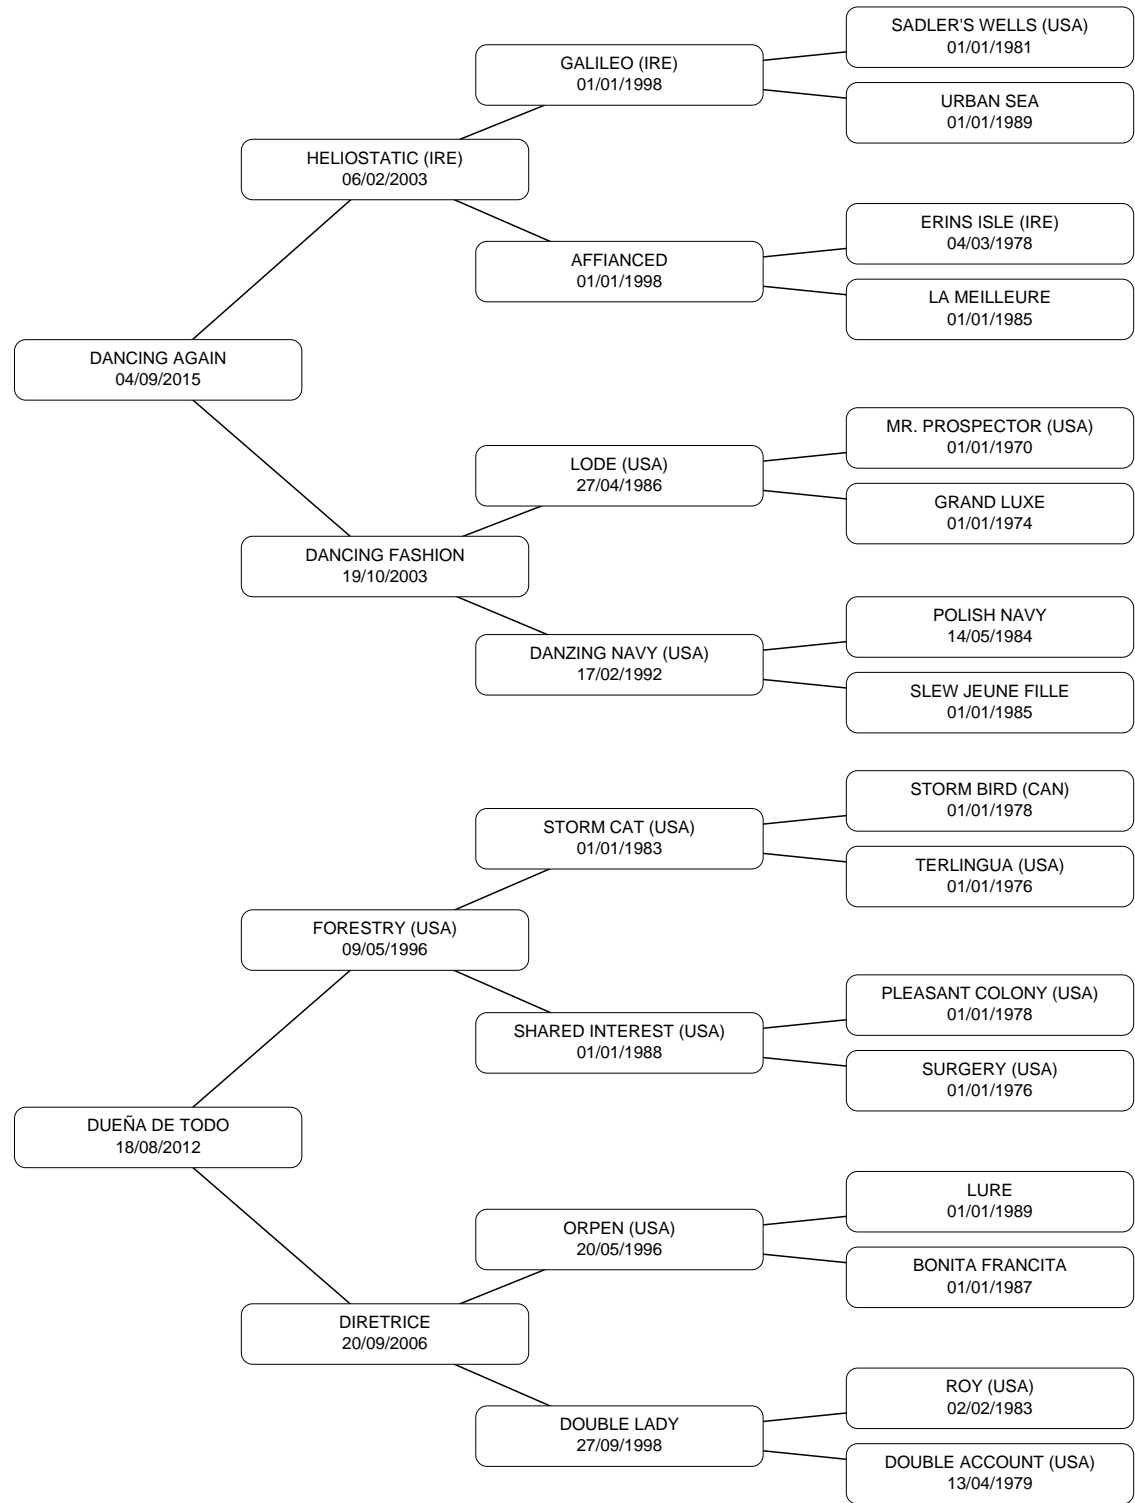 SADLER'S WELLS (USA)
01/01/1981
GALILEO (IRE)
01/01/1998
URBAN SEA
01/01/1989
HELIOSTATIC (IRE)
06/02/2003
ERINS ISLE (IRE)
04/03/1978
AFFIANCED
01/01/1998
LA MEILLEURE
01/01/1985
DANCING AGAIN
04/09/2015
MR. PROSPECTOR (USA)
01/01/1970
LODE (USA)
27/04/1986
GRAND LUXE
01/01/1974
DANCING FASHION
19/10/2003
POLISH NAVY
14/05/1984
DANZING NAVY (USA)
17/02/1992
SLEW JEUNE FILLE
01/01/1985
STORM BIRD (CAN)
01/01/1978
STORM CAT (USA)
01/01/1983
TERLINGUA (USA)
01/01/1976
FORESTRY (USA)
09/05/1996
PLEASANT COLONY (USA)
01/01/1978
SHARED INTEREST (USA)
01/01/1988
SURGERY (USA)
01/01/1976
DUEÑA DE TODO
18/08/2012
LURE
01/01/1989
ORPEN (USA)
20/05/1996
BONITA FRANCITA
01/01/1987
DIRETRICE
20/09/2006
ROY (USA)
02/02/1983
DOUBLE LADY
27/09/1998
DOUBLE ACCOUNT (USA)
13/04/1979